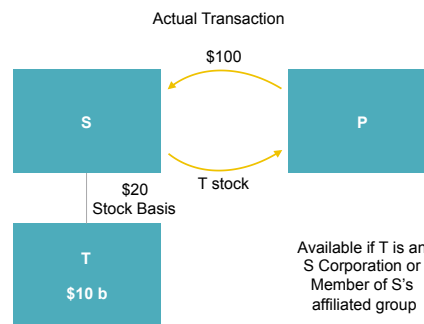 Actual Transaction
$100
S
P
$20
Stock Basis
T stock
T
$10 b
Available if T is an
S Corporation or
Member of S's
affiliated group